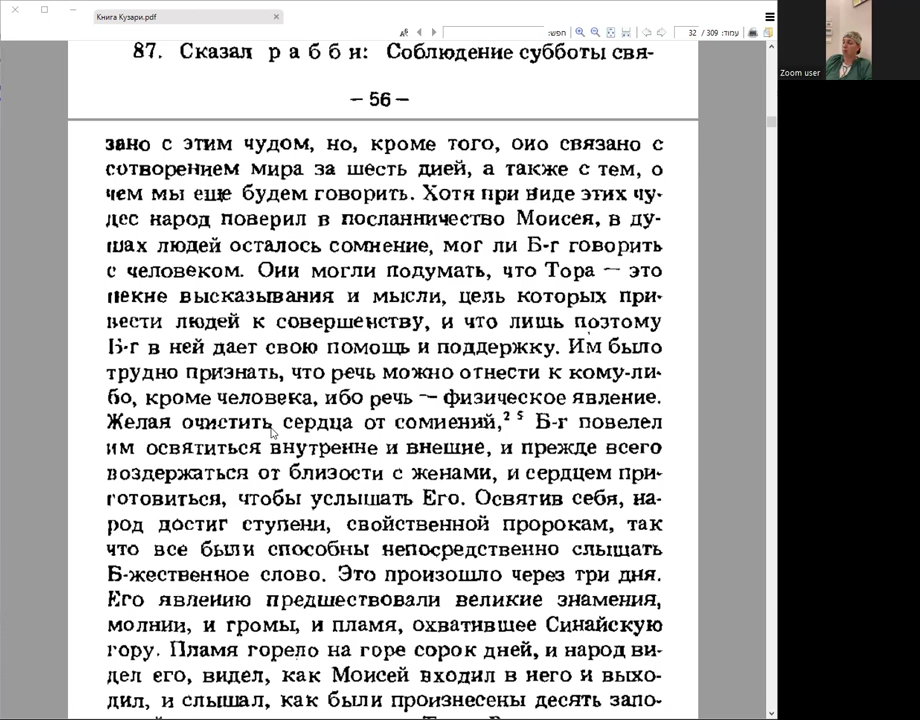 Книга Кузари.pdf
חפש:
32 / 309 :עמוד
Zoom user
87. Сказал рабби: Соблюдение субботы свя-
— 56 —
зано с этим чудом, но, кроме того, оно связано с
сотворением мира за шесть дней, а также с тем, о
чем мы еще будем говорить. Хотя при виде этих чу-
дес народ поверил в посланничество Моисея, в ду-
шах людей осталось сомнение, мог ли Б-г говорить
с человеком. Они могли подумать, что Тора — это
некие высказывания и мысли, цель которых при-
вести людей к совершенству, и что лишь поэтому
Б-г в ней дает свою помощь и поддержку. Им было
трудно признать, что речь можно отнести к кому-ли-
бо, кроме человека, ибо речь — физическое явление.
Желая очистить сердца от сомнений,²⁵ Б-г повелел
им освятиться внутренне и внешне, и прежде всего
воздержаться от близости с женами, и сердцем при-
готовиться, чтобы услышать Его. Освятив себя, на-
род достиг ступени, свойственной пророкам, так
что все были способны непосредственно слышать
Б-жественное слово. Это произошло через три дня.
Его явлению предшествовали великие знамения,
молнии, и громы, и пламя, охватившее Синайскую
гору. Пламя горело на горе сорок дней, и народ ви-
дел его, видел, как Моисей входил в него и выхо-
дил, и слышал, как были произнесены десять запо-